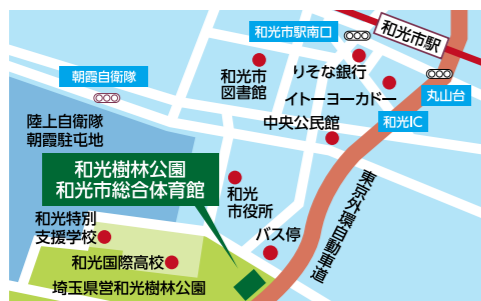 和光市駅南口
和光市駅
朝霞自衛隊
和光市
図書館
りそな銀行
イトーヨーカドー
丸山台
和光IC
中央公民館
陸上自衛隊
朝霞駐屯地
和光樹林公園
和光市総合体育館
和光
市役所
東京外環自動車道
バス停
和光特別
支援学校
和光国際高校
埼玉県営和光樹林公園